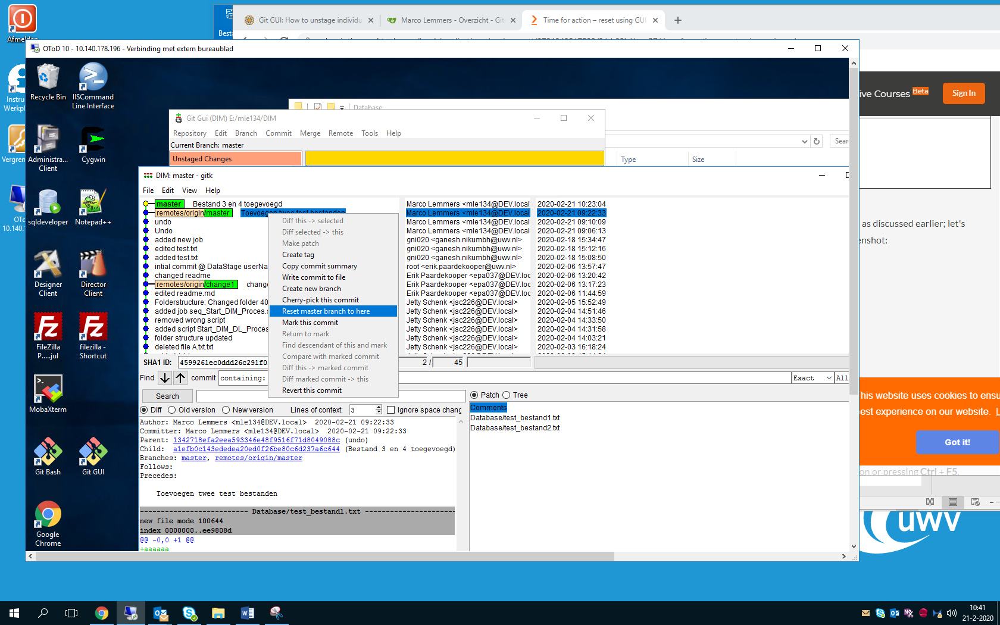 Afmelden
Besta
Git GUI: How to unstage individu
Marco Lemmers - Overzicht - Git
Time for action – reset using GUI
OToD 10 - 10.140.178.196 - Verbinding met extern bureaublad
Instru
Werkpl
Vergren
OTo
10.140.
Recycle Bin
IISCommand
Line Interface
Administra...
Client
Cygwin
sqldeveloper
Notepad++
Designer
Client
Director
Client
FileZilla
P.....jul
filezilla -
Shortcut
MobaXterm
Git Bash
Git GUI
Google
Chrome
Database
Sear
Type
Size
Git Gui (DIM) E:/mle134/DIM
Repository Edit Branch Commit Merge Remote Tools Help
Current Branch: master
Unstaged Changes
DIM: master - gitk
File Edit View Help
master Bestand 3 en 4 toegevoegd Marco Lemmers <mle134@DEV.local> 2020-02-21 10:23:04
remotes/origin/master Toevoegen twee test bestanden Marco Lemmers <mle134@DEV.local> 2020-02-21 09:22:33
undo Marco Lemmers <mle134@DEV.local> 2020-02-21 09:10:09
Undo Marco Lemmers <mle134@DEV.local> 2020-02-21 09:06:13
added new job gni020 <ganesh.nikumbh@uwv.nl> 2020-02-18 15:34:47
edited test.txt gni020 <ganesh.nikumbh@uwv.nl> 2020-02-18 15:12:16
added test.txt gni020 <ganesh.nikumbh@uwv.nl> 2020-02-18 15:08:50
intial commit @ DataStage userNa root <erik.paardekooper@uwv.nl> 2020-02-06 13:57:47
changed readme Erik Paardekooper <epa037@DEV.loc 2020-02-06 13:20:42
remotes/origin/change1 chang Erik Paardekooper <epa037@DEV.loc 2020-02-06 13:17:23
edited readme.md Erik Paardekooper <epa037@DEV.loc 2020-02-06 11:44:59
Folderstructure: Changed folder 40 Jetty Schenk <jsc226@DEV.local> 2020-02-05 15:52:49
added job seq_Start_DIM_Proces. Jetty Schenk <jsc226@DEV.local> 2020-02-04 14:51:46
removed wrong script Jetty Schenk <jsc226@DEV.local> 2020-02-04 14:33:50
added script Start_DIM_DL_Proces Jetty Schenk <jsc226@DEV.local> 2020-02-04 14:31:58
folder structure updated Jetty Schenk <jsc226@DEV.local> 2020-02-04 14:03:21
deleted file A.txt.txt Jetty Schenk <jsc226@DEV.local> 2020-02-03 16:18:24
Diff this -> selected
Diff selected -> this
Make patch
Create tag
Copy commit summary
Write commit to file
Create new branch
Cherry-pick this commit
Reset master branch to here
Mark this commit
Return to mark
Find descendant of this and mark
Compare with marked commit
Diff this -> marked commit
Diff marked commit -> this
Revert this commit
SHA1 ID: 4599261ec0ddd26c291f0 2 / 45
Find commit containing: Exact All
Search
Patch Tree
Diff Old version New version Lines of context: 3 Ignore space chang
Comments
Database/test_bestand1.txt
Database/test_bestand2.txt
Author: Marco Lemmers <mle134@DEV.local> 2020-02-21 09:22:33
Committer: Marco Lemmers <mle134@DEV.local> 2020-02-21 09:22:33
Parent: 1342718efa2eea593346e48f9516f71d8049088c (undo)
Child: a1efb0c143ededea20ed0f26be80c6d237a6c644 (Bestand 3 en 4 toegevoegd)
Branches: master, remotes/origin/master
Follows:
Precedes:
Toevoegen twee test bestanden
-------------------------- Database/test_bestand1.txt ----------------------
new file mode 100644
index 0000000..ee9808d
@@ -0,0 +1 @@
+aaaaaa
ive Courses Beta
Sign In
as discussed earlier; let's
enshot:
This website uses cookies to ensu
best experience on our website. L
Got it!
on or pressing Ctrl + F5.
uwv
10:41
21-2-2020